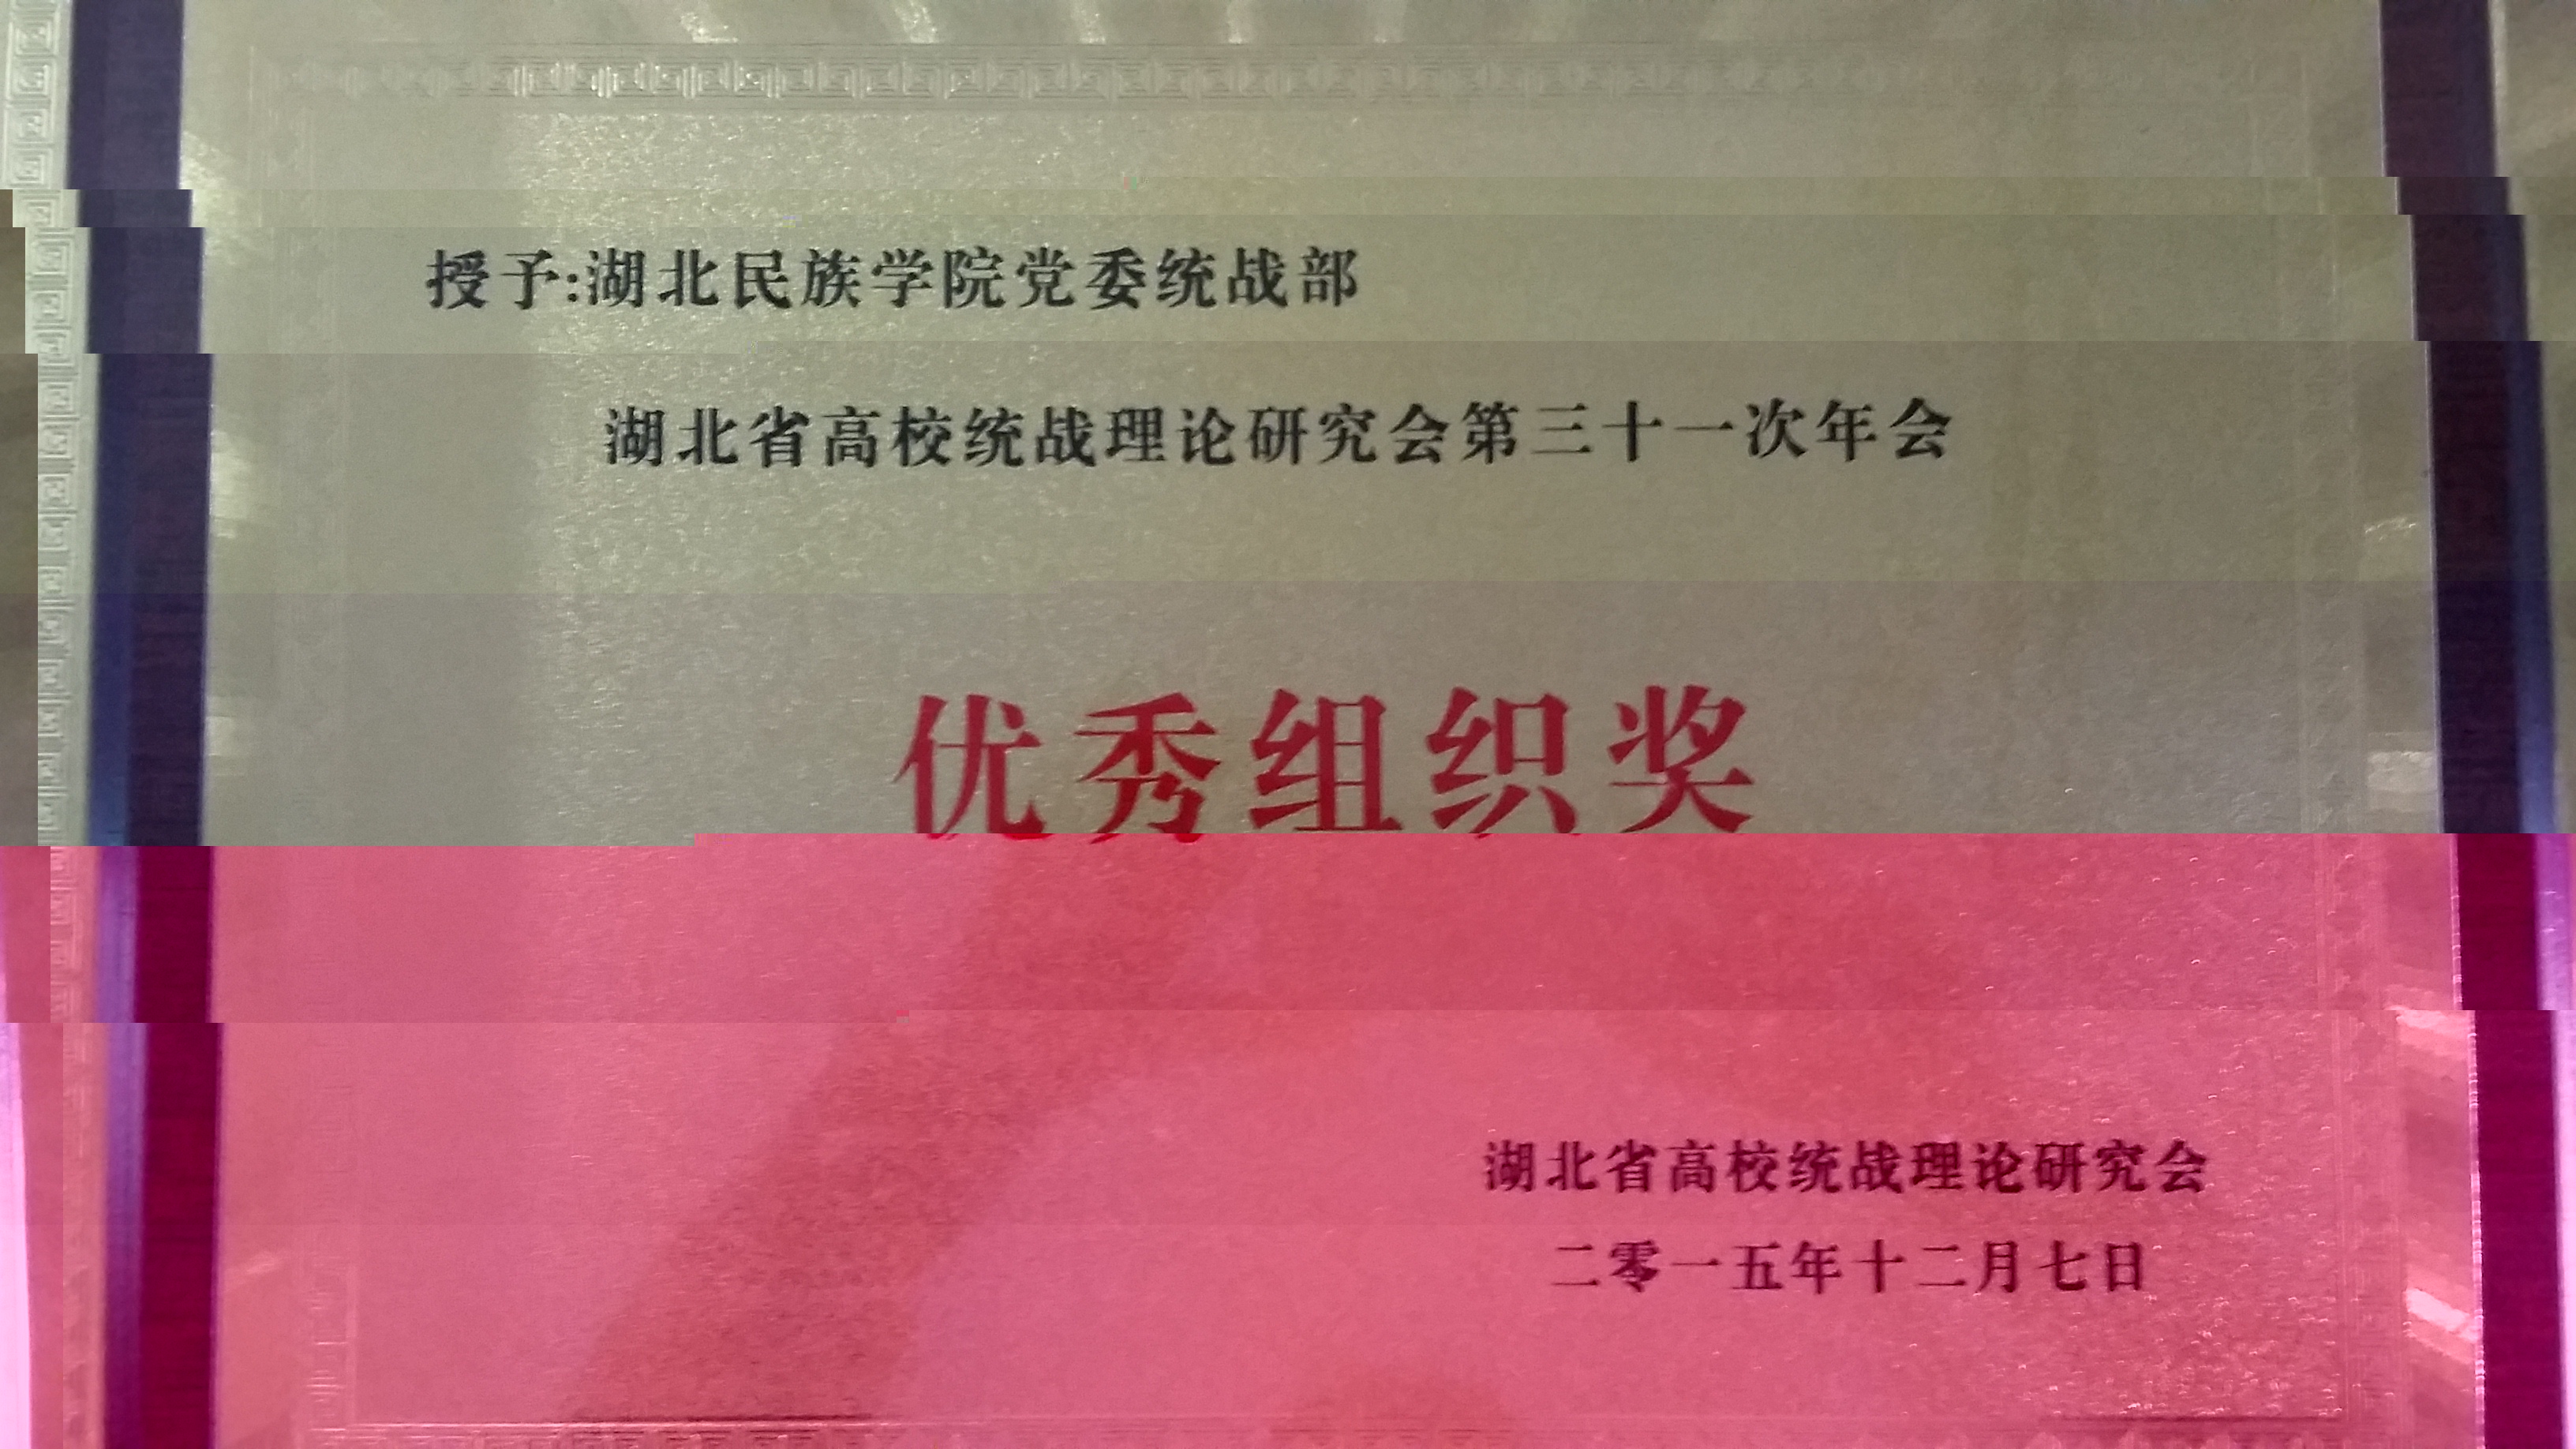 授予:湖北民族学院党委统战部
湖北省高校统战理论研究会第三十一次年会
优秀组织奖
湖北省高校统战理论研究会
二零一五年十二月七日